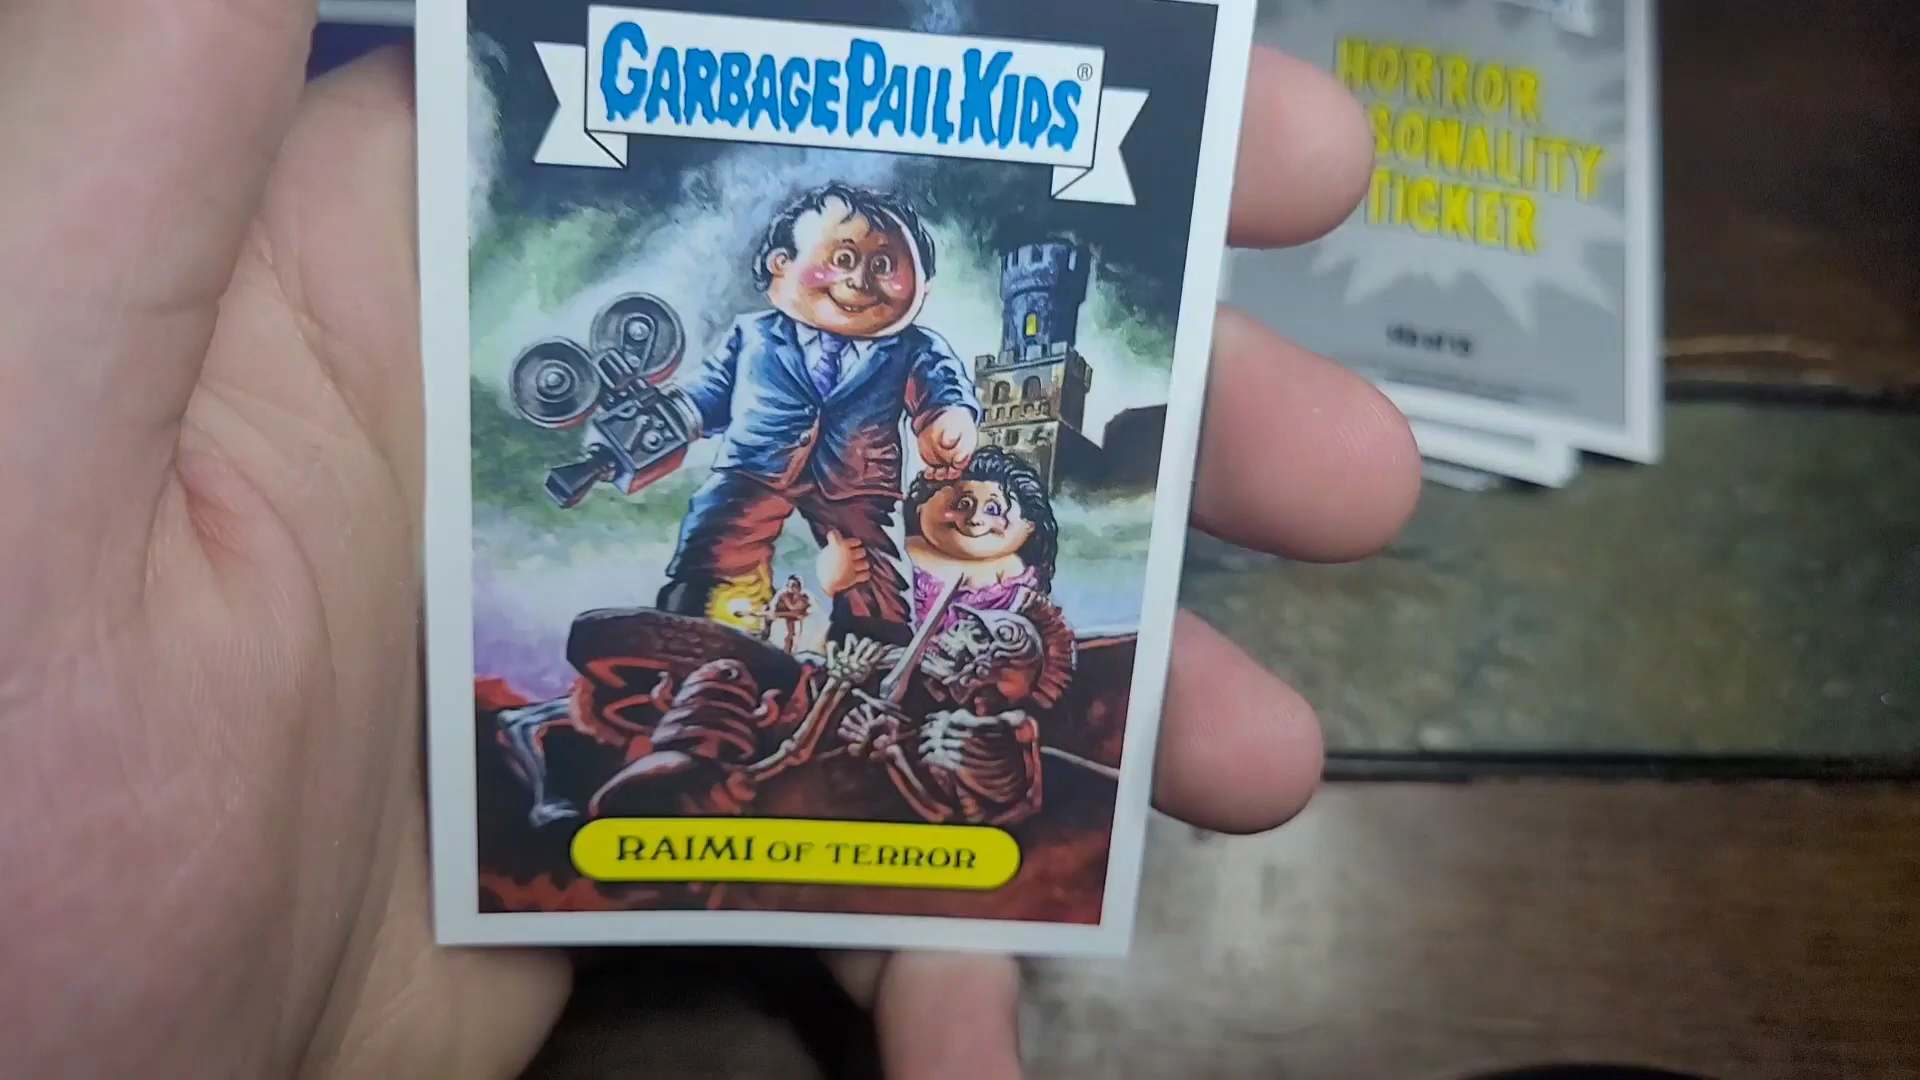 GARBAGE PAIL KIDS®
RAIMI OF TERROR
HORROR
SONALITY
TICKER